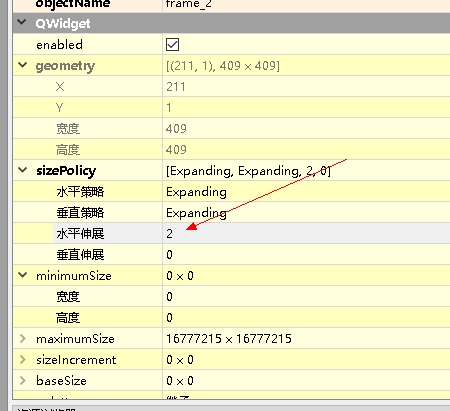 objectName frame_2
QWidget
enabled
geometry [(211, 1), 409 × 409]
X 211
Y 1
宽度 409
高度 409
sizePolicy [Expanding, Expanding, 2, 0]
水平策略 Expanding
垂直策略 Expanding
水平伸展 2
垂直伸展 0
minimumSize 0 × 0
宽度 0
高度 0
maximumSize 16777215 × 16777215
sizeIncrement 0 × 0
baseSize 0 × 0